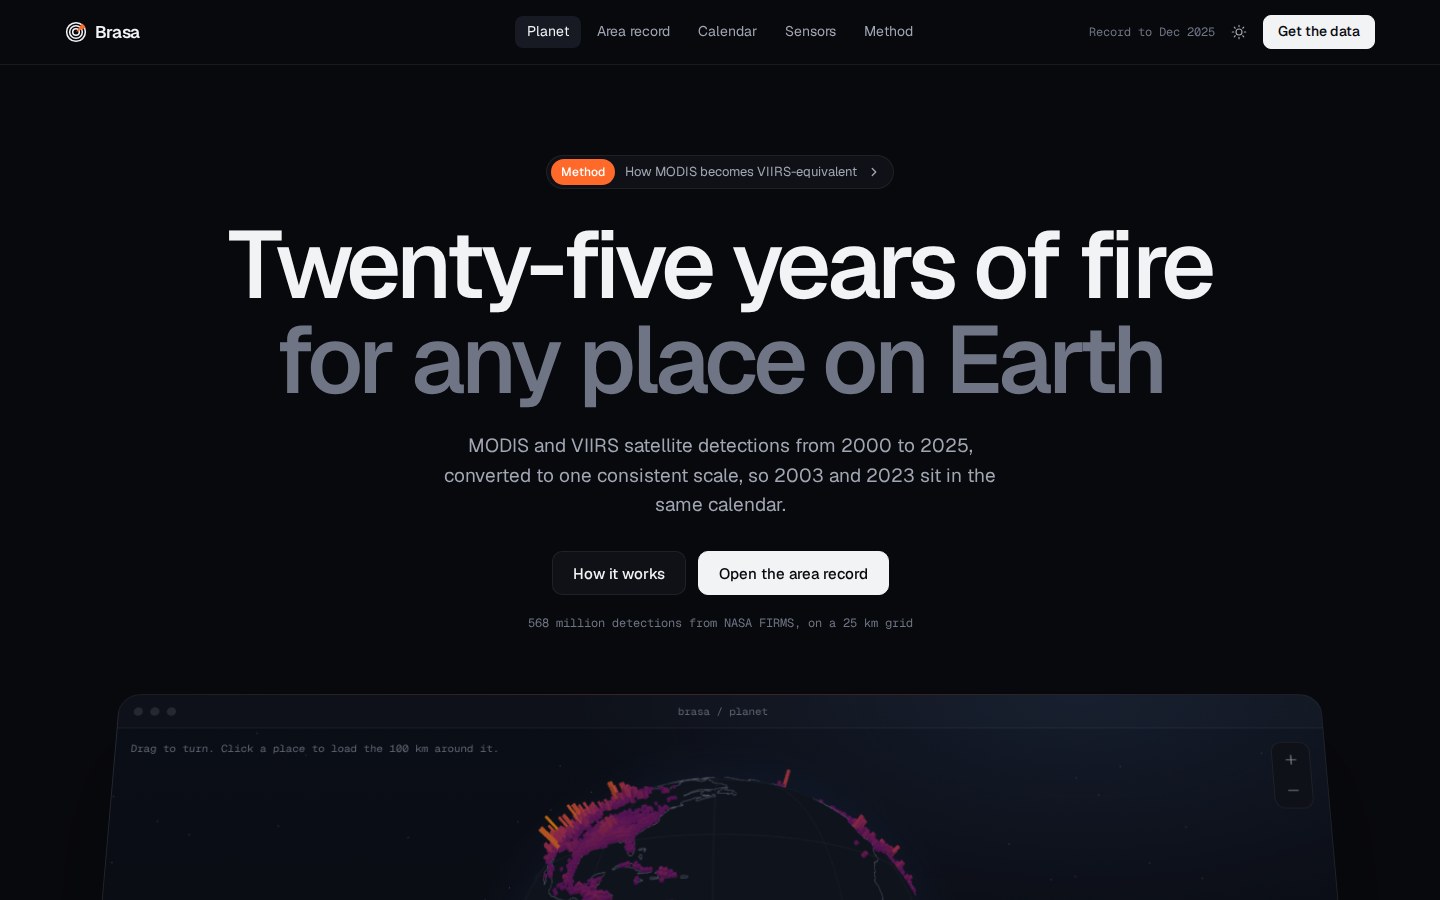 Brasa
Planet
Area record
Calendar
Sensors
Method
Record to Dec 2025
Get the data
Method
How MODIS becomes VIIRS-equivalent
Twenty-five years of fire
for any place on Earth
MODIS and VIIRS satellite detections from 2000 to 2025,
converted to one consistent scale, so 2003 and 2023 sit in the
same calendar.
How it works
Open the area record
568 million detections from NASA FIRMS, on a 25 km grid
brasa / planet
Drag to turn. Click a place to load the 100 km around it.
+
−